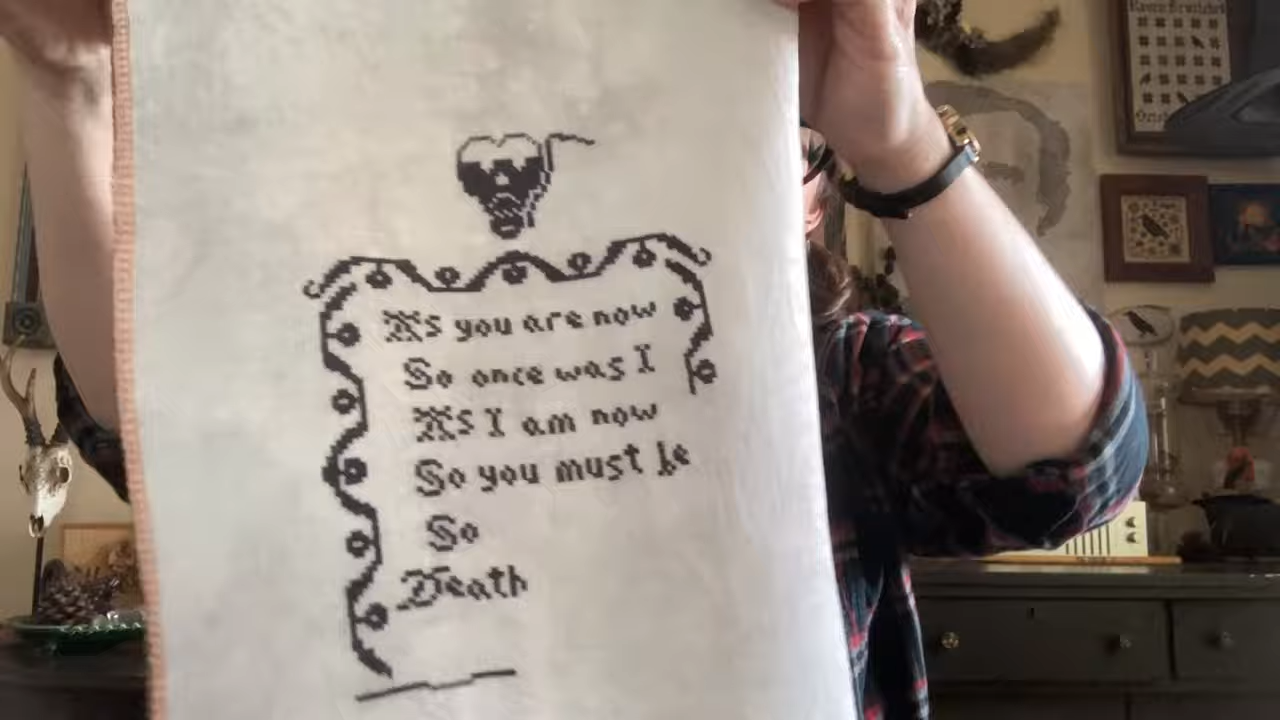 As you are now
So once was I
As I am now
So you must be
So
Death